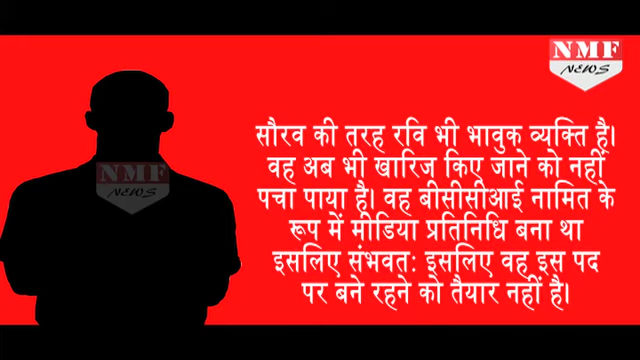 NMF
NEWS
सौरव की तरह रवि भी भावुक व्यक्ति है।
वह अब भी खारिज किए जाने को नहीं
पचा पाया है। वह बीसीसीआई नामित के
रूप में मीडिया प्रतिनिधि बना था
इसलिए संभवतः इसलिए वह इस पद
पर बने रहने को तैयार नहीं है।
NMF
NEWS